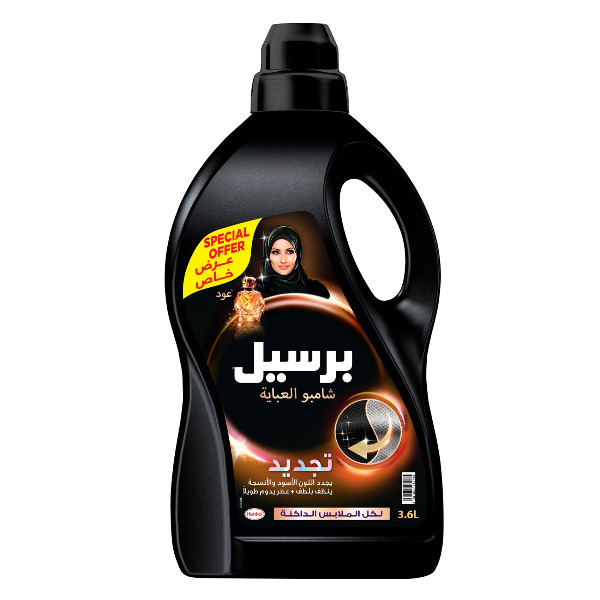 SPECIAL
OFFER
عرض
خاص
عود
برسيل
شامبو العباية
تجديد
يجدد اللون الأسود والأنسجة
ينظف بلطف + عطر يدوم طويلاً
لكل الملابس الداكنة
Henkel
3.6L